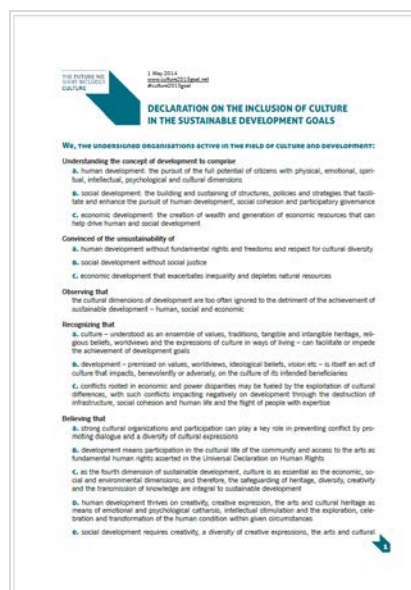 THE FUTURE WE
WANT INCLUDES
CULTURE
1 May 2014
www.culture2015goal.net
#culture2015goal
DECLARATION ON THE INCLUSION OF CULTURE
IN THE SUSTAINABLE DEVELOPMENT GOALS
WE, THE UNDERSIGNED ORGANISATIONS ACTIVE IN THE FIELD OF CULTURE AND DEVELOPMENT:
Understanding the concept of development to comprise
a. human development: the pursuit of the full potential of citizens with physical, emotional, spiri-
tual, intellectual, psychological and cultural dimensions
B. social development: the building and sustaining of structures, policies and strategies that facili-
tate and enhance the pursuit of human development, social cohesion and participatory governance
c. economic development: the creation of wealth and generation of economic resources that can
help drive human and social development
Convinced of the unsustainability of
a. human development without fundamental rights and freedoms and respect for cultural diversity
B. social development without social justice
c. economic development that exacerbates inequality and depletes natural resources
Observing that
the cultural dimensions of development are too often ignored to the detriment of the achievement of
sustainable development – human, social and economic
Recognizing that
a. culture – understood as an ensemble of values, traditions, tangible and intangible heritage, reli-
gious beliefs, worldviews and the expressions of culture in ways of living – can facilitate or impede
the achievement of development goals
B. development – premised on values, worldviews, ideological beliefs, vision etc – is itself an act of
culture that impacts, benevolently or adversely, on the culture of its intended beneficiaries
c. conflicts rooted in economic and power disparities may be fueled by the exploitation of cultural
differences, with such conflicts impacting negatively on development through the destruction of
infrastructure, social cohesion and human life and the flight of people with expertise
Believing that
a. strong cultural organizations and participation can play a key role in preventing conflict by pro-
moting dialogue and a diversity of cultural expressions
B. development means participation in the cultural life of the community and access to the arts as
fundamental human rights asserted in the Universal Declaration on Human Rights
c. as the fourth dimension of sustainable development, culture is as essential as the economic, so-
cial and environmental dimensions; and therefore, the safeguarding of heritage, diversity, creativity
and the transmission of knowledge are integral to sustainable development
D. human development thrives on creativity, creative expression, the arts and cultural heritage as
means of emotional and psychological catharsis, intellectual stimulation and the exploration, cele-
bration and transformation of the human condition within given circumstances
e. social development requires creativity, a diversity of creative expressions, the arts and cultural
1